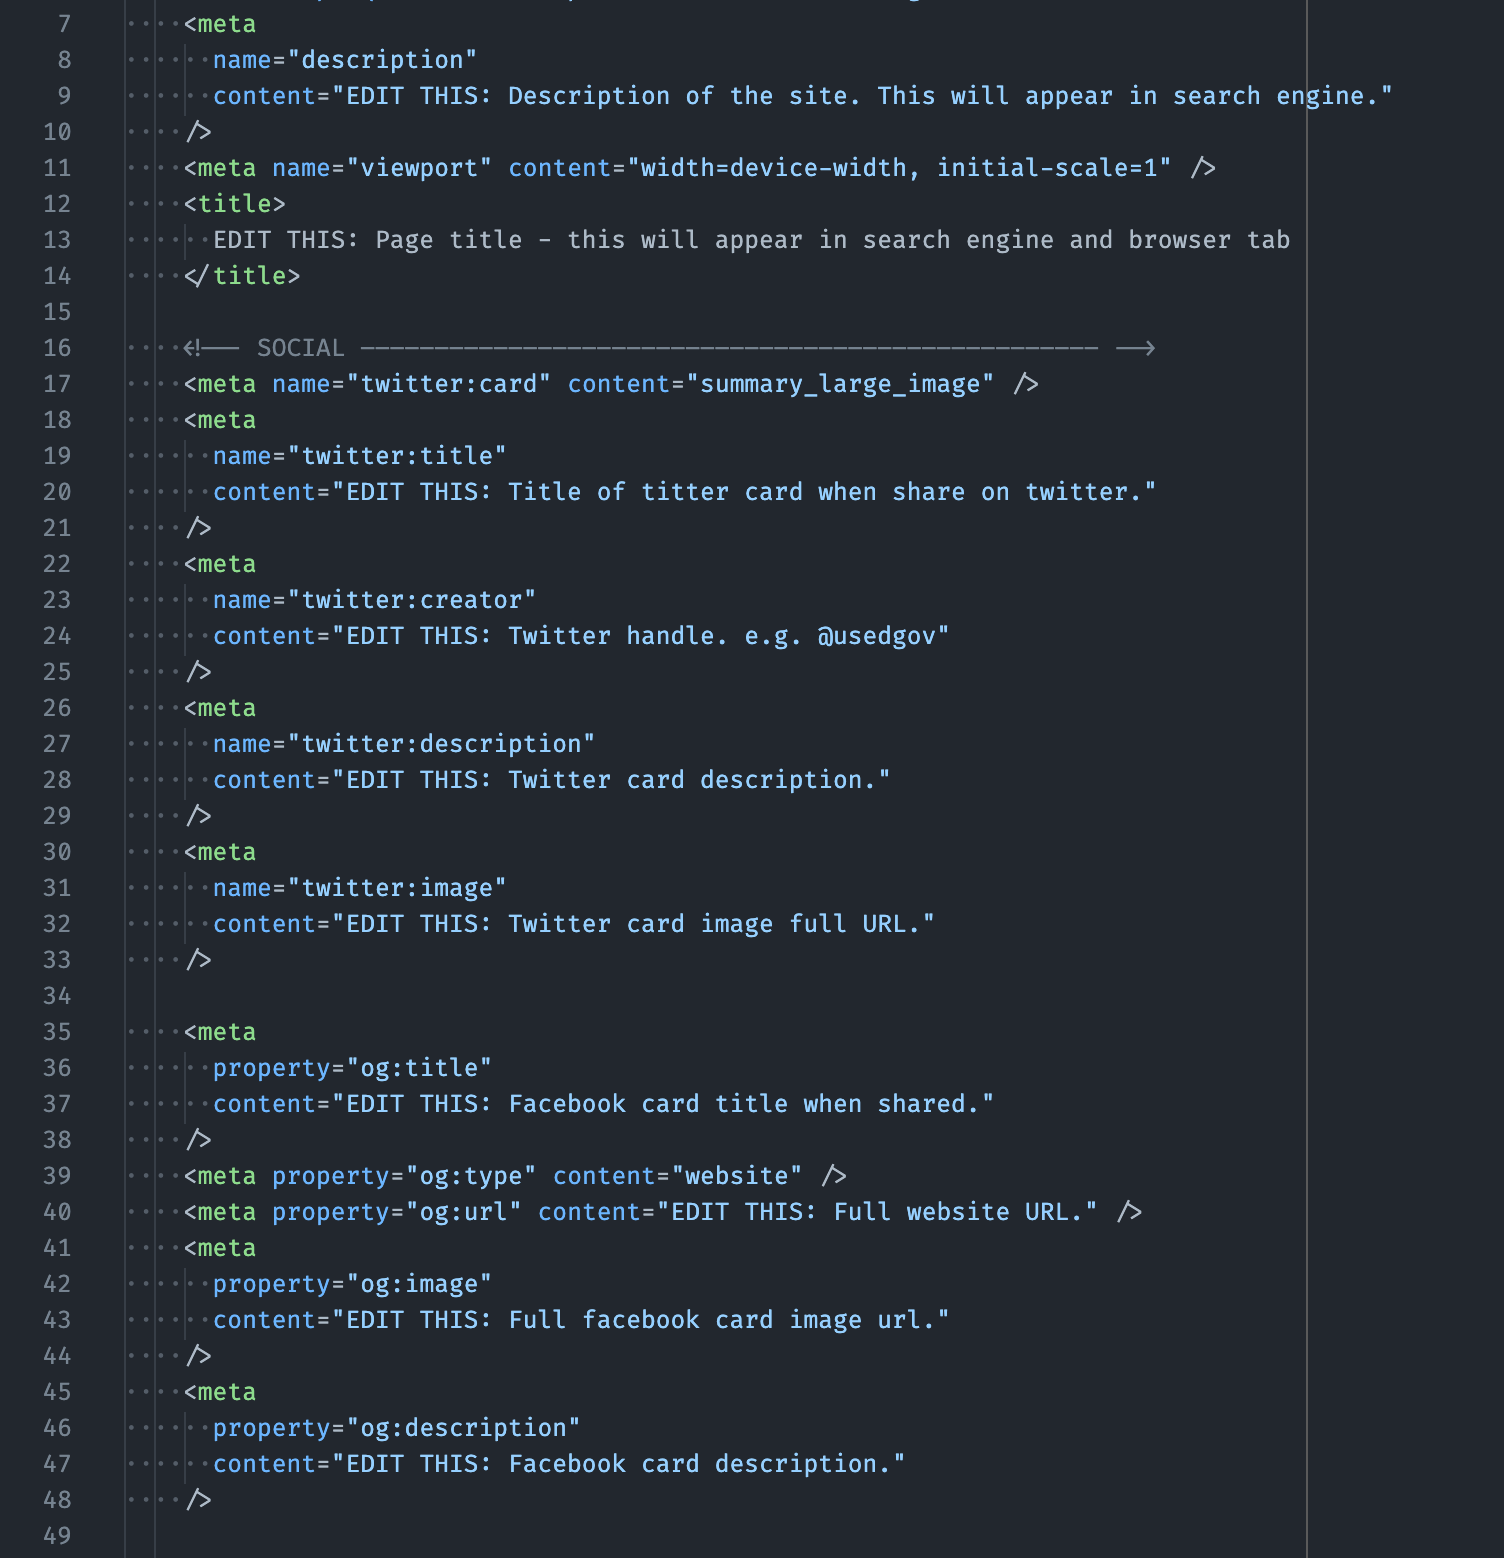 7 <meta
8 name="description"
9 content="EDIT THIS: Description of the site. This will appear in search engine."
10 />
11 <meta name="viewport" content="width=device-width, initial-scale=1" />
12 <title>
13 EDIT THIS: Page title - this will appear in search engine and browser tab
14 </title>
15
16 <!-- SOCIAL -------------------------------------------------- -->
17 <meta name="twitter:card" content="summary_large_image" />
18 <meta
19 name="twitter:title"
20 content="EDIT THIS: Title of titter card when share on twitter."
21 />
22 <meta
23 name="twitter:creator"
24 content="EDIT THIS: Twitter handle. e.g. @usedgov"
25 />
26 <meta
27 name="twitter:description"
28 content="EDIT THIS: Twitter card description."
29 />
30 <meta
31 name="twitter:image"
32 content="EDIT THIS: Twitter card image full URL."
33 />
34
35 <meta
36 property="og:title"
37 content="EDIT THIS: Facebook card title when shared."
38 />
39 <meta property="og:type" content="website" />
40 <meta property="og:url" content="EDIT THIS: Full website URL." />
41 <meta
42 property="og:image"
43 content="EDIT THIS: Full facebook card image url."
44 />
45 <meta
46 property="og:description"
47 content="EDIT THIS: Facebook card description."
48 />
49